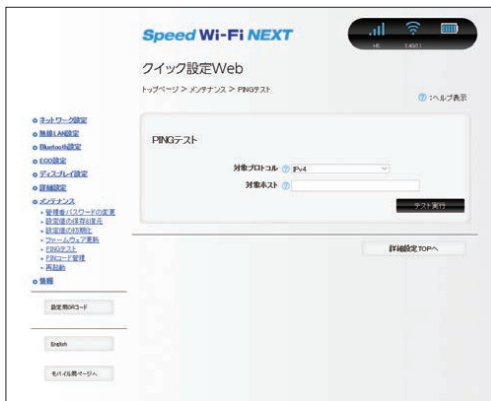 Speed Wi-Fi NEXT
クイック設定Web
トップページ > メンテナンス > PINGテスト
? :ヘルプ表示
ネットワーク設定
無線LAN設定
Bluetooth設定
ECO設定
ディスプレイ設定
詳細設定
メンテナンス
管理者パスワードの変更
設定値の保存&復元
設定値の初期化
ファームウェア更新
PINGテスト
PINコード管理
再起動
情報
設定用QRコード
English
モバイル用ページへ
PINGテスト
対象プロトコル ? IPv4
対象ホスト ?
テスト実行
詳細設定TOPへ